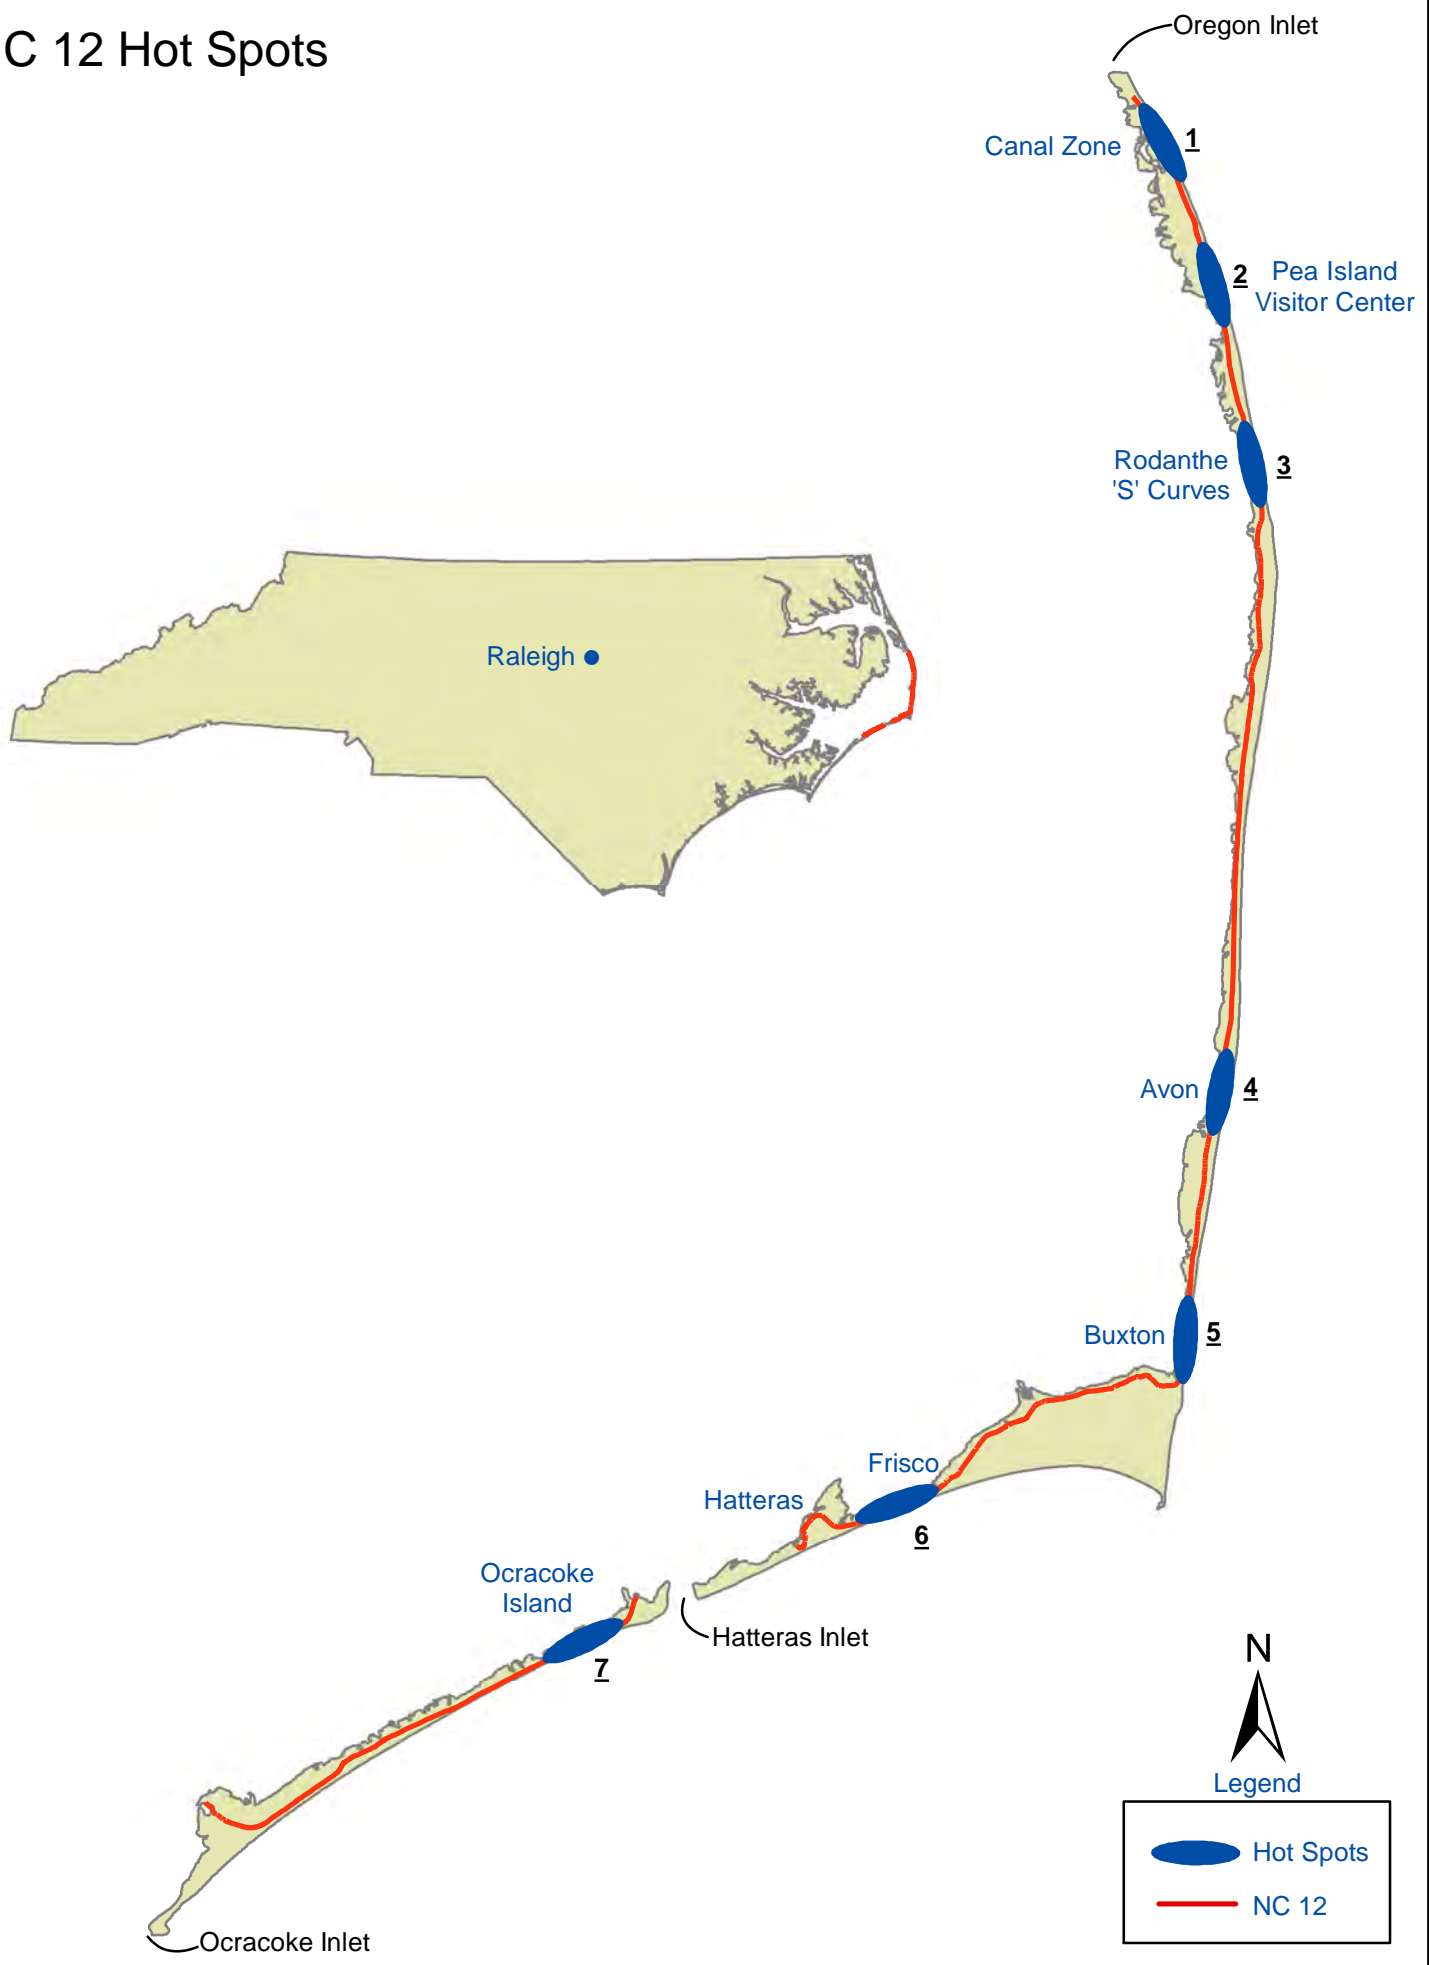 C 12 Hot Spots
Oregon Inlet
Canal Zone
1
2
Pea Island
Visitor Center
Rodanthe
'S' Curves
3
Raleigh
Avon
4
Buxton
5
Frisco
Hatteras
6
Ocracoke
Island
Hatteras Inlet
7
N
Legend
Hot Spots
NC 12
Ocracoke Inlet